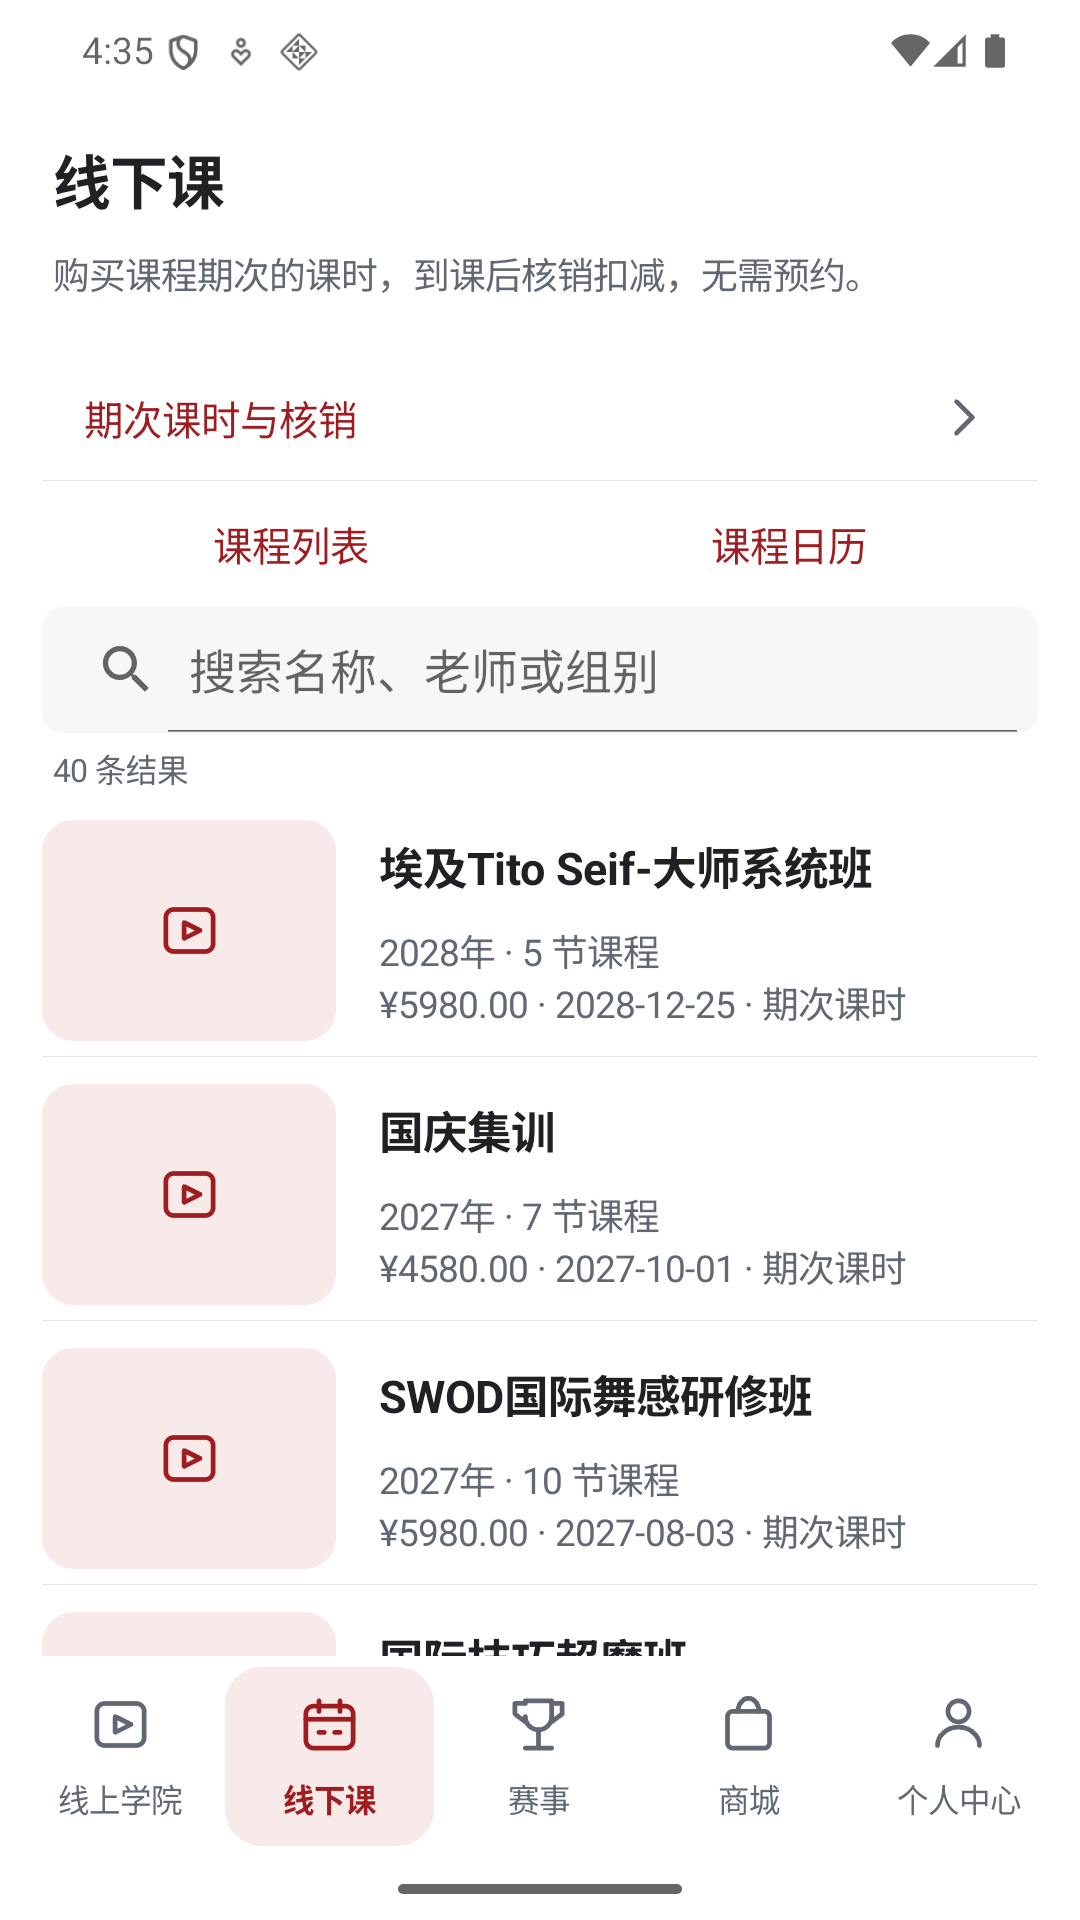 4:35
线下课
购买课程期次的课时，到课后核销扣减，无需预约。
期次课时与核销
课程列表
课程日历
搜索名称、老师或组别
40 条结果
埃及Tito Seif-大师系统班
2028年 · 5 节课程
¥5980.00 · 2028-12-25 · 期次课时
国庆集训
2027年 · 7 节课程
¥4580.00 · 2027-10-01 · 期次课时
SWOD国际舞感研修班
2027年 · 10 节课程
¥5980.00 · 2027-08-03 · 期次课时
国际技巧超磨班
线上学院
线下课
赛事
商城
个人中心